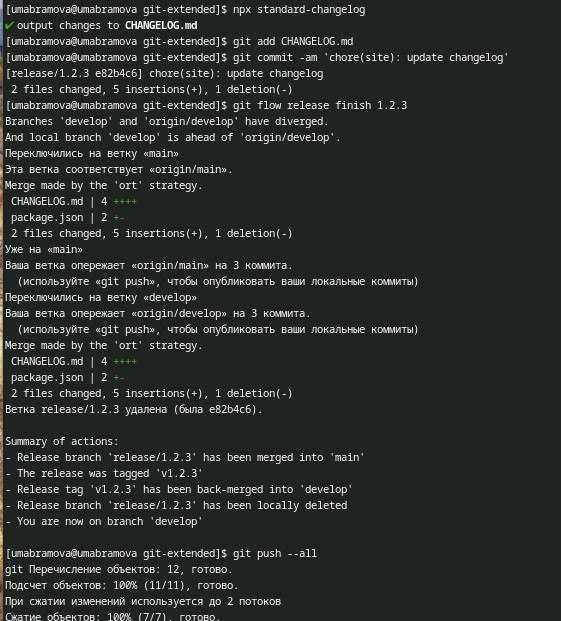 [umabramova@umabramova git-extended]$ npx standard-changelog
✔ output changes to CHANGELOG.md
[umabramova@umabramova git-extended]$ git add CHANGELOG.md
[umabramova@umabramova git-extended]$ git commit -am 'chore(site): update changelog'
[release/1.2.3 e82b4c6] chore(site): update changelog
 2 files changed, 5 insertions(+), 1 deletion(-)
[umabramova@umabramova git-extended]$ git flow release finish 1.2.3
Branches 'develop' and 'origin/develop' have diverged.
And local branch 'develop' is ahead of 'origin/develop'.
Переключились на ветку «main»
Эта ветка соответствует «origin/main».
Merge made by the 'ort' strategy.
 CHANGELOG.md | 4 ++++
 package.json | 2 +-
 2 files changed, 5 insertions(+), 1 deletion(-)
Уже на «main»
Ваша ветка опережает «origin/main» на 3 коммита.
  (используйте «git push», чтобы опубликовать ваши локальные коммиты)
Переключились на ветку «develop»
Ваша ветка опережает «origin/develop» на 3 коммита.
  (используйте «git push», чтобы опубликовать ваши локальные коммиты)
Merge made by the 'ort' strategy.
 CHANGELOG.md | 4 ++++
 package.json | 2 +-
 2 files changed, 5 insertions(+), 1 deletion(-)
Ветка release/1.2.3 удалена (была e82b4c6).

Summary of actions:
- Release branch 'release/1.2.3' has been merged into 'main'
- The release was tagged 'v1.2.3'
- Release tag 'v1.2.3' has been back-merged into 'develop'
- Release branch 'release/1.2.3' has been locally deleted
- You are now on branch 'develop'

[umabramova@umabramova git-extended]$ git push --all
git Перечисление объектов: 12, готово.
Подсчет объектов: 100% (11/11), готово.
При сжатии изменений используется до 2 потоков
Сжатие объектов: 100% (7/7), готово.